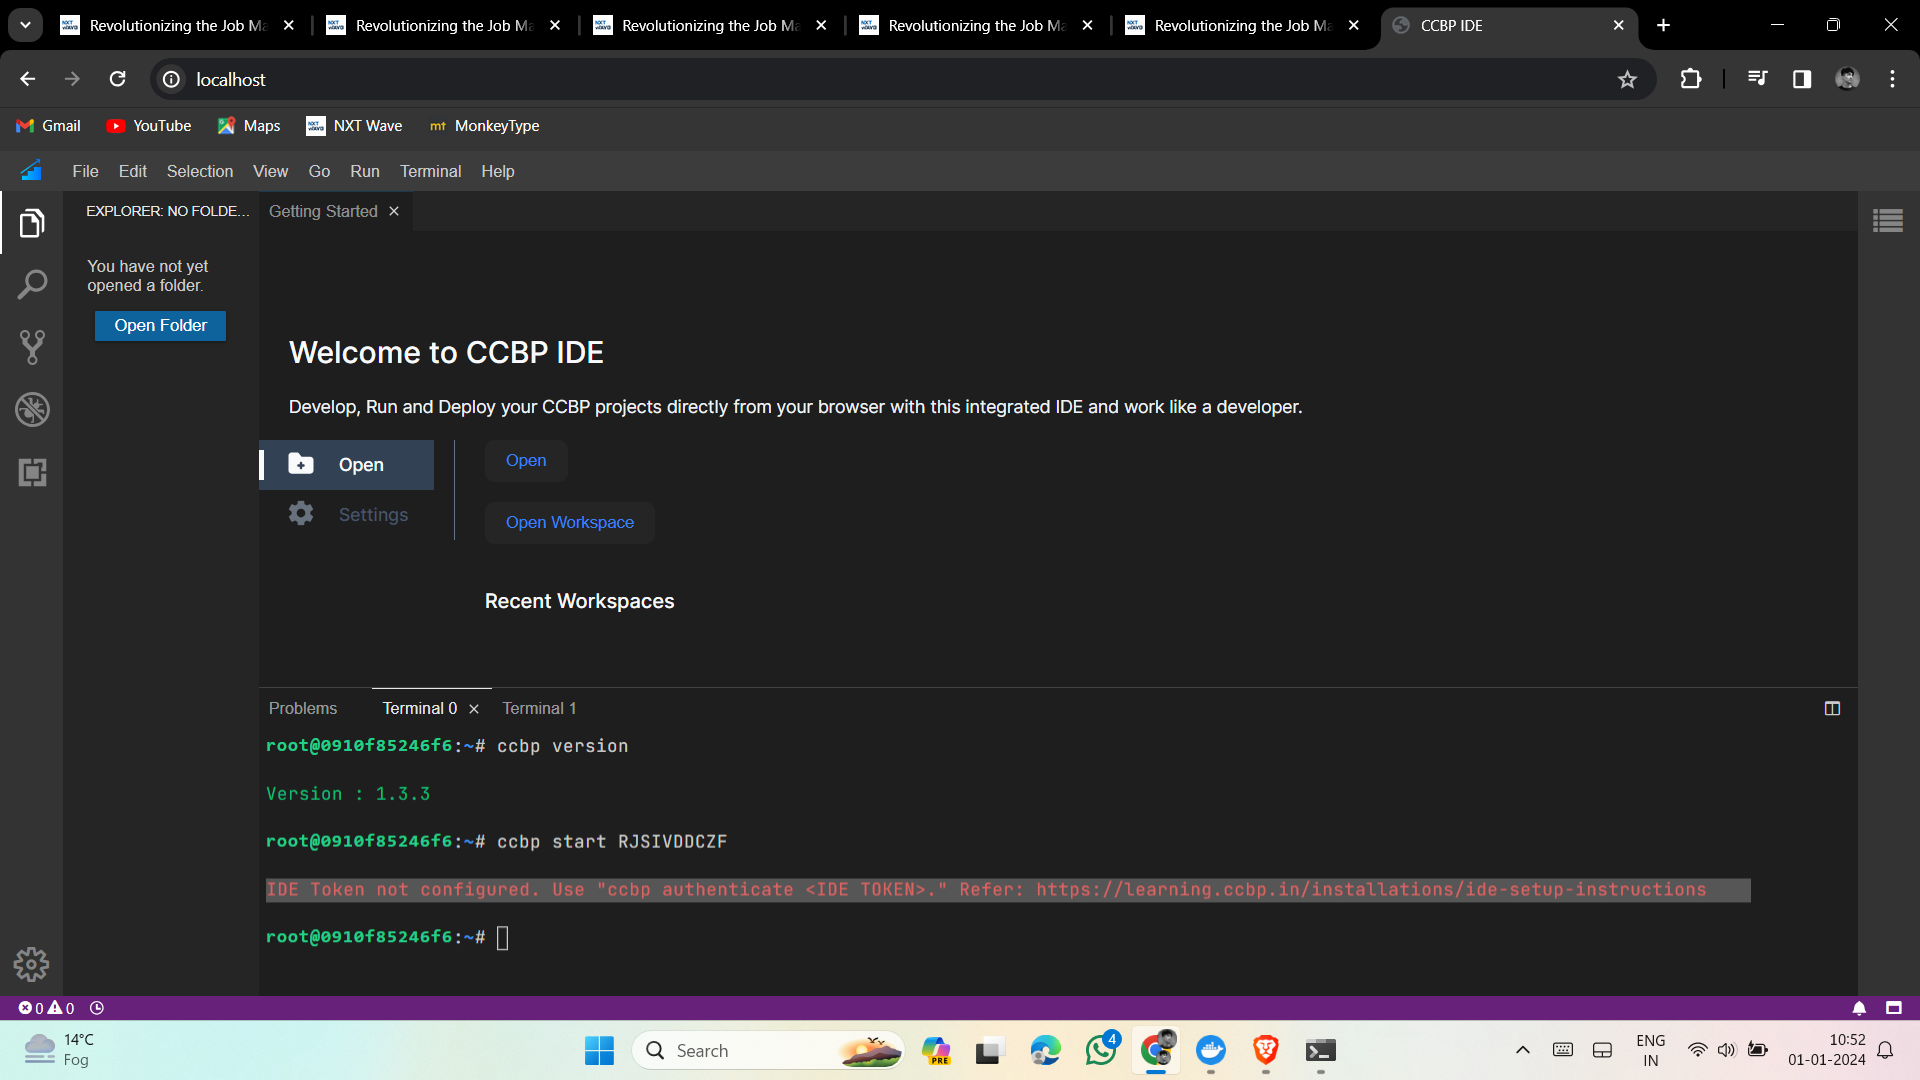 Revolutionizing the Job Ma
Revolutionizing the Job Ma
Revolutionizing the Job Ma
Revolutionizing the Job Ma
Revolutionizing the Job Ma
CCBP IDE
localhost
Gmail
YouTube
Maps
NXT Wave
mt MonkeyType
File Edit Selection View Go Run Terminal Help
EXPLORER: NO FOLDE...
Getting Started
You have not yet
opened a folder.
Open Folder
Welcome to CCBP IDE
Develop, Run and Deploy your CCBP projects directly from your browser with this integrated IDE and work like a developer.
Open
Settings
Open
Open Workspace
Recent Workspaces
Problems Terminal 0 Terminal 1
root@0910f85246f6:~# ccbp version
Version : 1.3.3
root@0910f85246f6:~# ccbp start RJSIVDDCZF
IDE Token not configured. Use "ccbp authenticate <IDE TOKEN>." Refer: https://learning.ccbp.in/installations/ide-setup-instructions
root@0910f85246f6:~#
0 0
14°C
Fog
Search
PRE
4
ENG
IN
10:52
01-01-2024